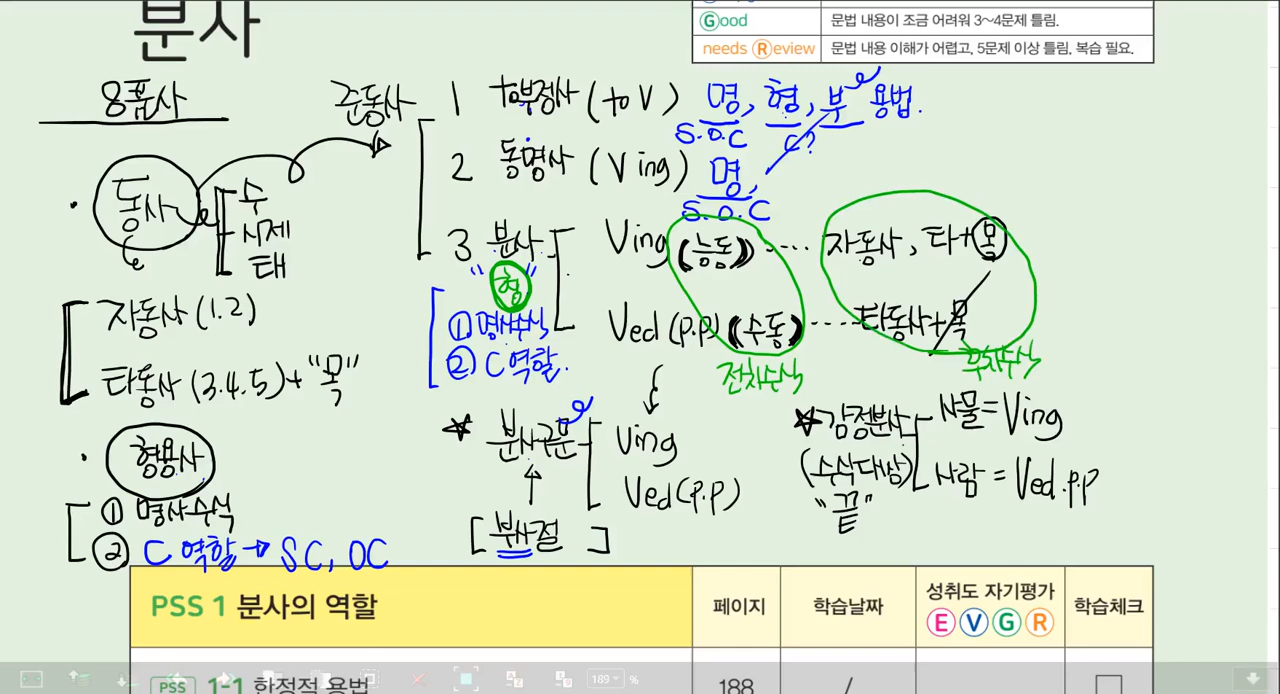 분사
Good 문법 내용이 조금 어려워 3~4문제 틀림.
needs Review 문법 내용 이해가 어렵고, 5문제 이상 틀림. 복습 필요.
8품사
동사
수
시제
태
자동사 (1.2)
타동사 (3.4.5) + "목"
형용사
① 명사수식
② C 역할 → SC, OC
준동사
1 to부정사 (to V) 명, 형, 부 용법.
S.O.C C?
2 동명사 (Ving) 명,
S.O.C
3 분사 Ving (능동) ···· 자동사, 타+목
"형"
Ved (p.p) (수동) ···· 타동사+목
① 명사수식
② C 역할.
전치수식 후치수식
분사구문
Ving
Ved (p.p)
[부사절]
감정분사 사물 = Ving
(수식대상) 사람 = Ved.p.p
"끝"
PSS 1 분사의 역할 페이지 학습날짜 성취도 자기평가 학습체크
E V G R
PSS 1-1 한정적 용법 188 /
189 %